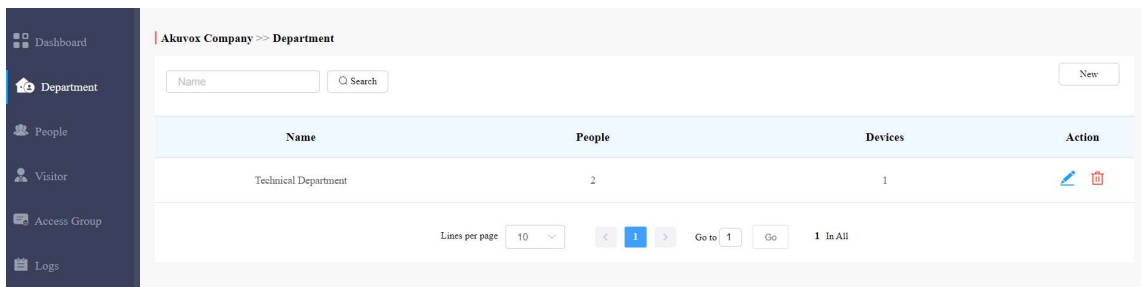 Dashboard
Department
People
Visitor
Access Group
Logs
Akuvox Company >> Department
Name Search New
Name People Devices Action
Technical Department 2 1
Lines per page 10 < 1 > Go to 1 Go 1 In All